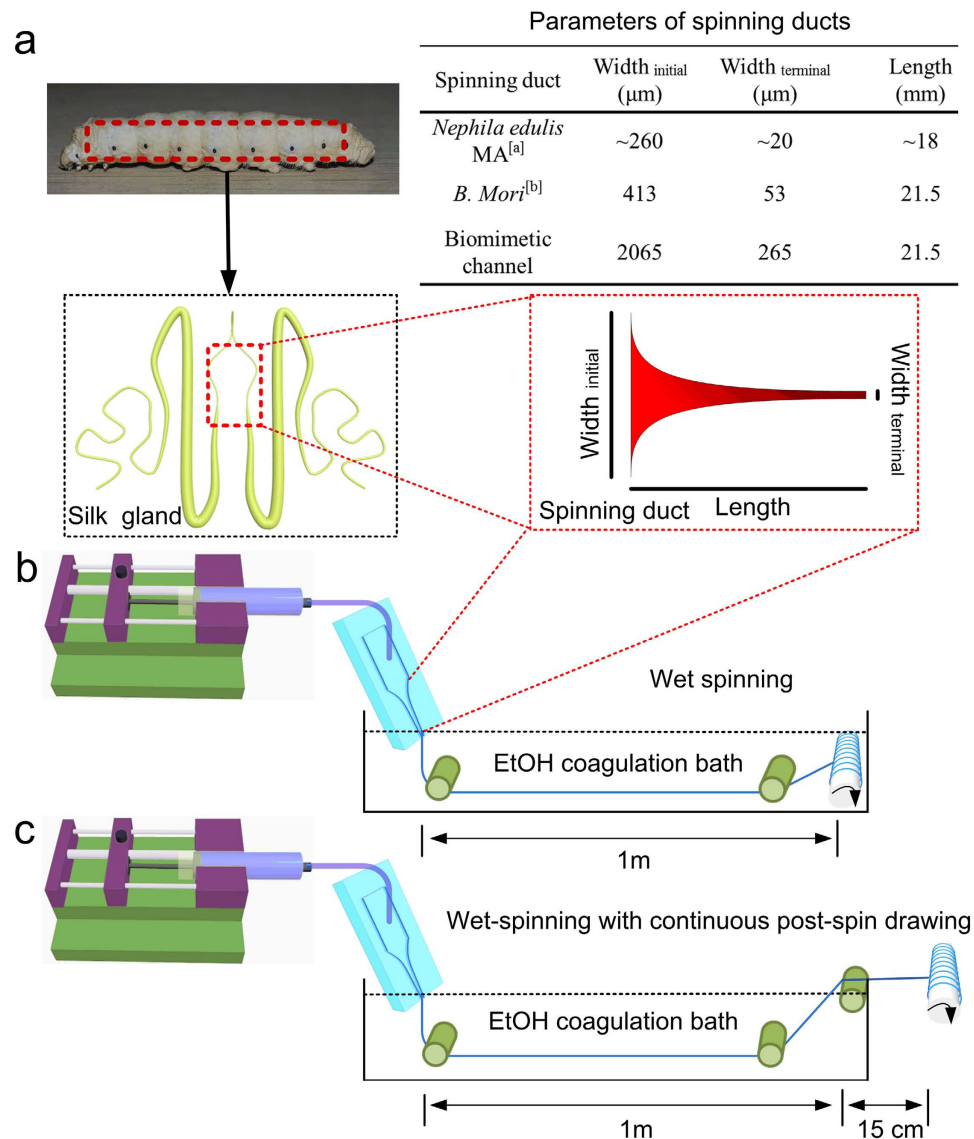 a
Parameters of spinning ducts
Spinning duct Width initial (μm) Width terminal (μm) Length (mm)
Nephila edulis MA[a] ~260 ~20 ~18
B. Mori[b] 413 53 21.5
Biomimetic channel 2065 265 21.5
Silk gland
Width initial
Width terminal
Spinning duct
Length
b
Wet spinning
EtOH coagulation bath
1m
c
Wet-spinning with continuous post-spin drawing
EtOH coagulation bath
1m
15 cm